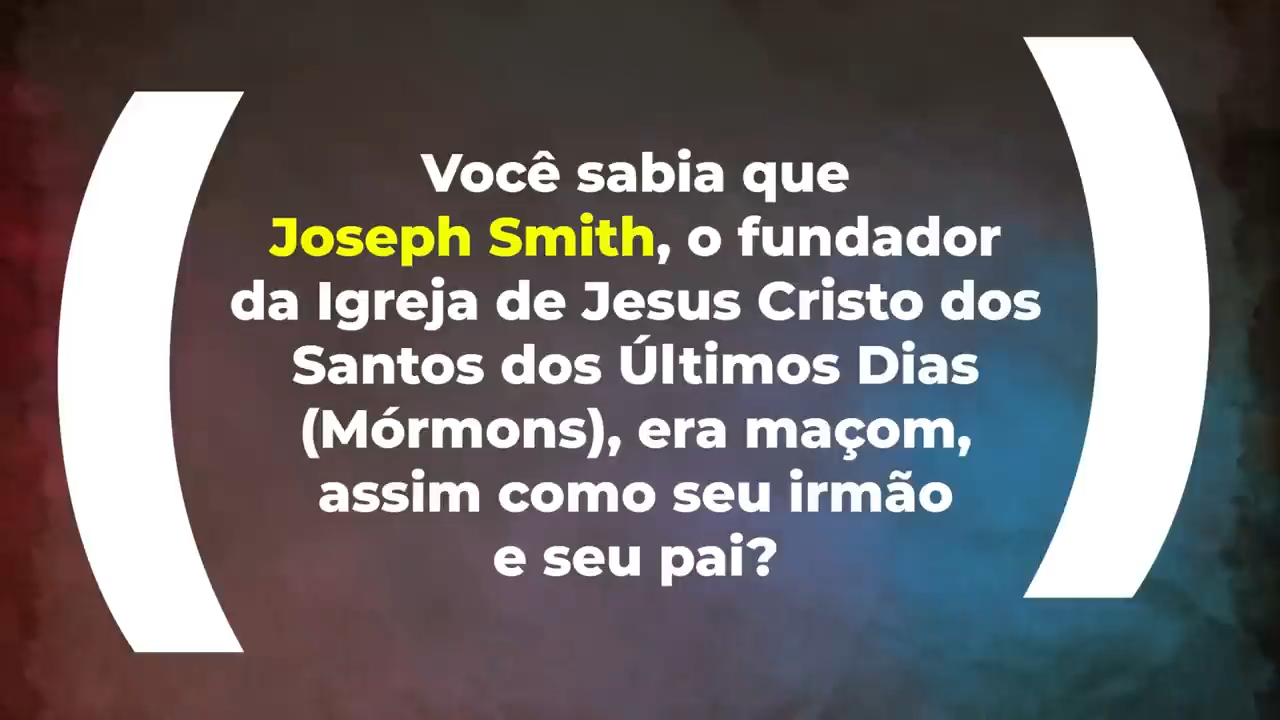 Você sabia que
Joseph Smith, o fundador
da Igreja de Jesus Cristo dos
Santos dos Últimos Dias
(Mórmons), era maçom,
assim como seu irmão
e seu pai?